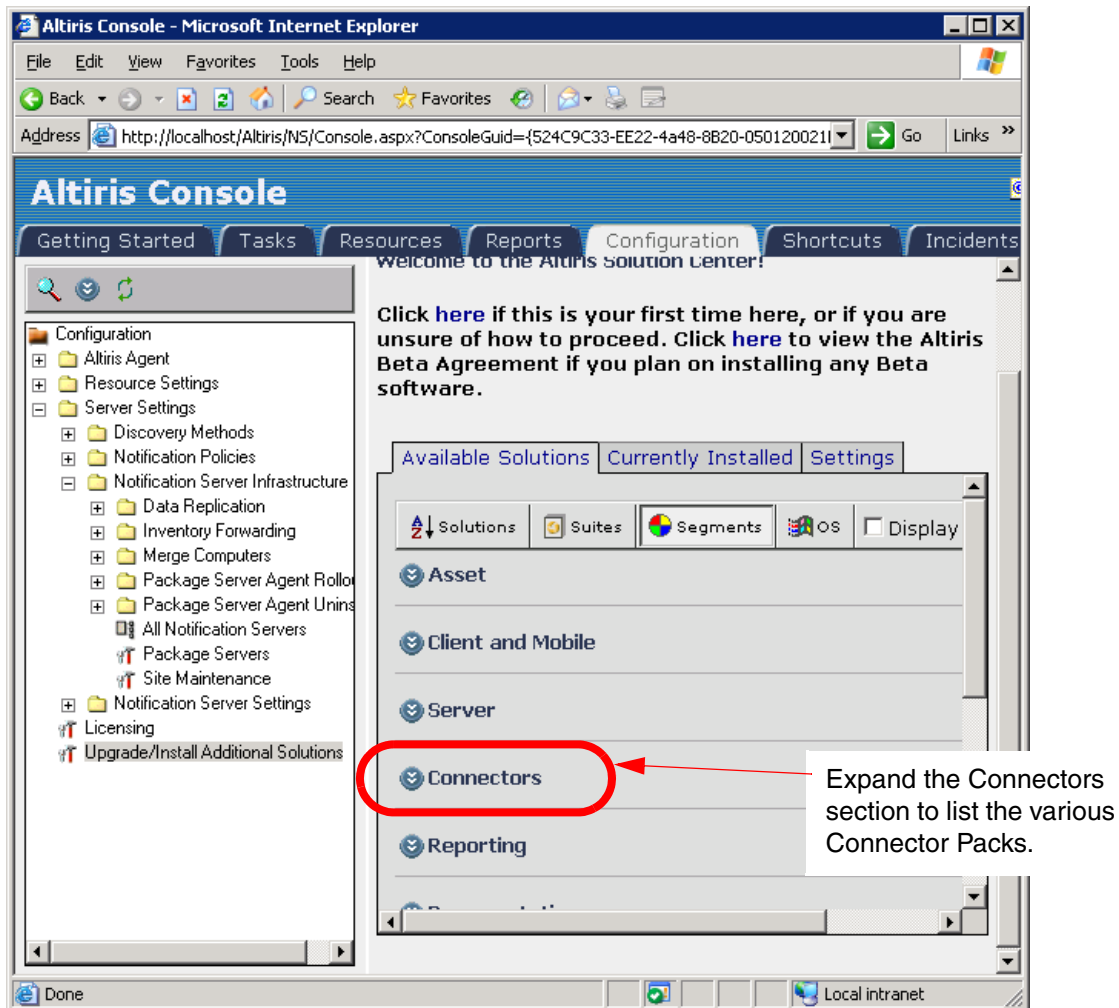 Altiris Console - Microsoft Internet Explorer
File Edit View Favorites Tools Help
Back Search Favorites
Address http://localhost/Altiris/NS/Console.aspx?ConsoleGuid={524C9C33-EE22-4a48-8B20-050120021 Go Links »
Altiris Console
Getting Started Tasks Resources Reports Configuration Shortcuts Incidents
Configuration
Altiris Agent
Resource Settings
Server Settings
Discovery Methods
Notification Policies
Notification Server Infrastructure
Data Replication
Inventory Forwarding
Merge Computers
Package Server Agent Rollo
Package Server Agent Unins
All Notification Servers
Package Servers
Site Maintenance
Notification Server Settings
Licensing
Upgrade/Install Additional Solutions
Welcome to the Altiris Solution Center!
Click here if this is your first time here, or if you are
unsure of how to proceed. Click here to view the Altiris
Beta Agreement if you plan on installing any Beta
software.
Available Solutions Currently Installed Settings
Solutions Suites Segments OS Display
Asset
Client and Mobile
Server
Connectors
Reporting
Expand the Connectors
section to list the various
Connector Packs.
Done Local intranet